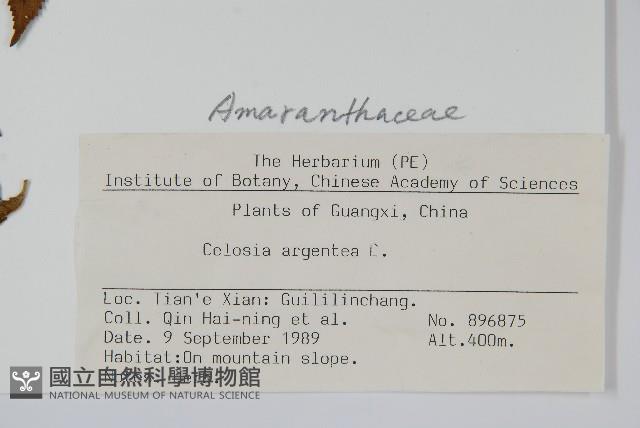 Amaranthaceae
The Herbarium (PE)
Institute of Botany, Chinese Academy of Sciences
Plants of Guangxi, China
Celosia argentea L.
Loc. Tian'e Xian: Guililinchang.
Coll. Qin Hai-ning et al. No. 896875
Date. 9 September 1989 Alt.400m.
Habitat:On mountain slope.
國立自然科學博物館
NATIONAL MUSEUM OF NATURAL SCIENCE